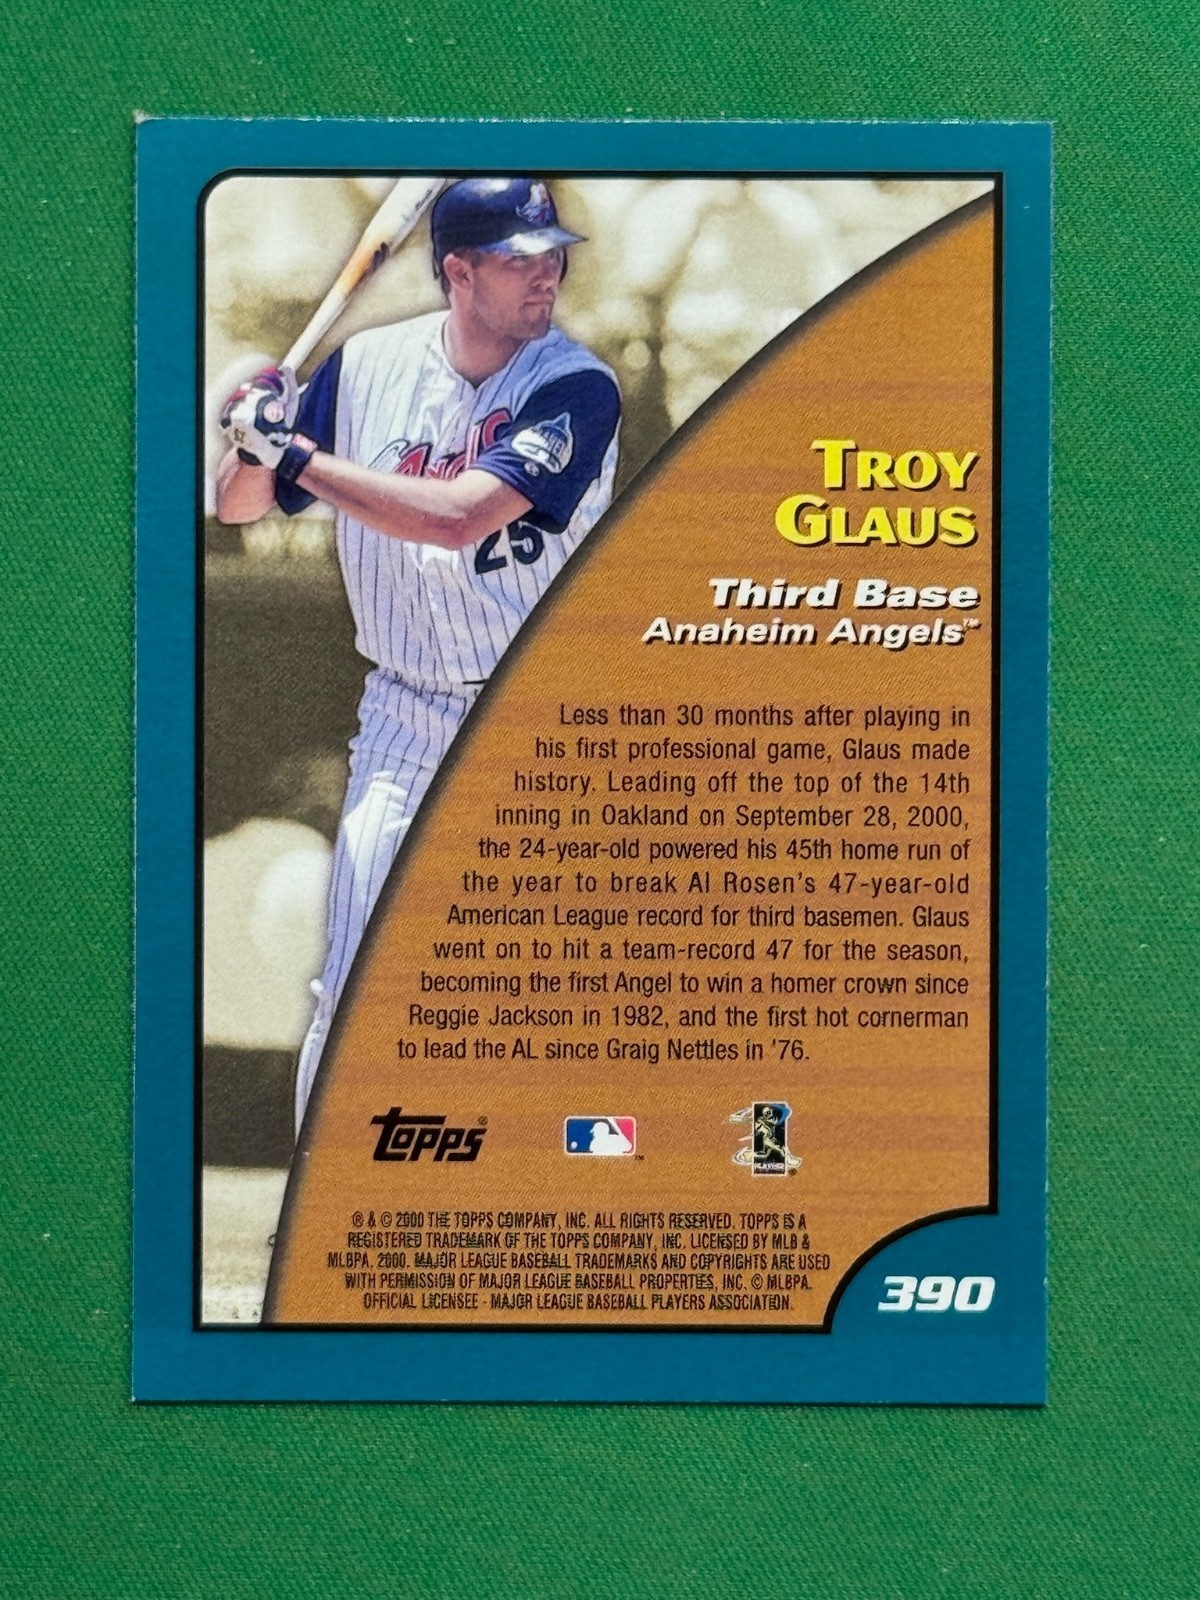 Angels
25
TROY
GLAUS
Third Base
Anaheim Angels™
Less than 30 months after playing in
his first professional game, Glaus made
history. Leading off the top of the 14th
inning in Oakland on September 28, 2000,
the 24-year-old powered his 45th home run of
the year to break Al Rosen's 47-year-old
American League record for third basemen. Glaus
went on to hit a team-record 47 for the season,
becoming the first Angel to win a homer crown since
Reggie Jackson in 1982, and the first hot cornerman
to lead the AL since Graig Nettles in '76.
Topps®
® & © 2000 THE TOPPS COMPANY, INC. ALL RIGHTS RESERVED. TOPPS IS A
REGISTERED TRADEMARK OF THE TOPPS COMPANY, INC. LICENSED BY MLB &
MLBPA, 2000. MAJOR LEAGUE BASEBALL TRADEMARKS AND COPYRIGHTS ARE USED
WITH PERMISSION OF MAJOR LEAGUE BASEBALL PROPERTIES, INC. © MLBPA.
OFFICIAL LICENSEE - MAJOR LEAGUE BASEBALL PLAYERS ASSOCIATION.
390